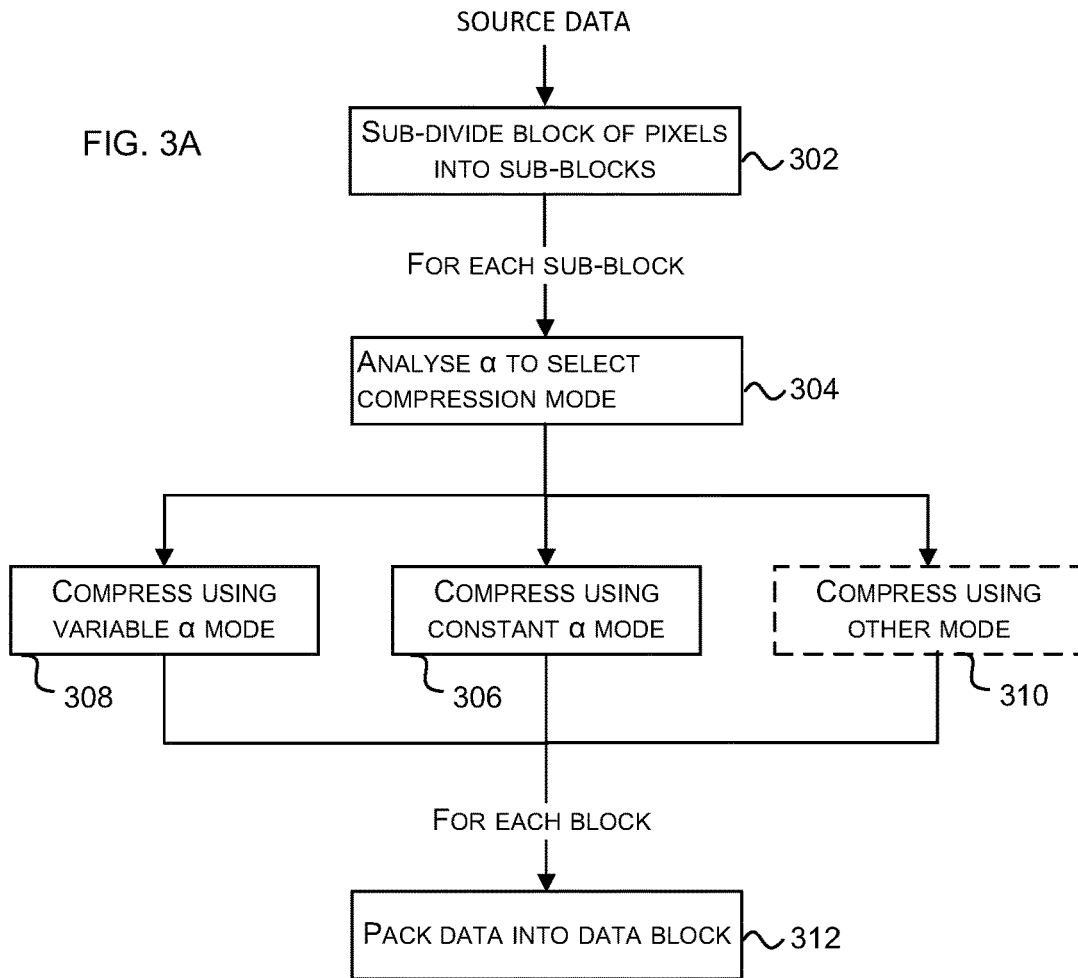 SOURCE DATA
FIG. 3A
SUB-DIVIDE BLOCK OF PIXELS
INTO SUB-BLOCKS
302
FOR EACH SUB-BLOCK
ANALYSE α TO SELECT
COMPRESSION MODE
304
COMPRESS USING
VARIABLE α MODE
308
COMPRESS USING
CONSTANT α MODE
306
COMPRESS USING
OTHER MODE
310
FOR EACH BLOCK
PACK DATA INTO DATA BLOCK
312